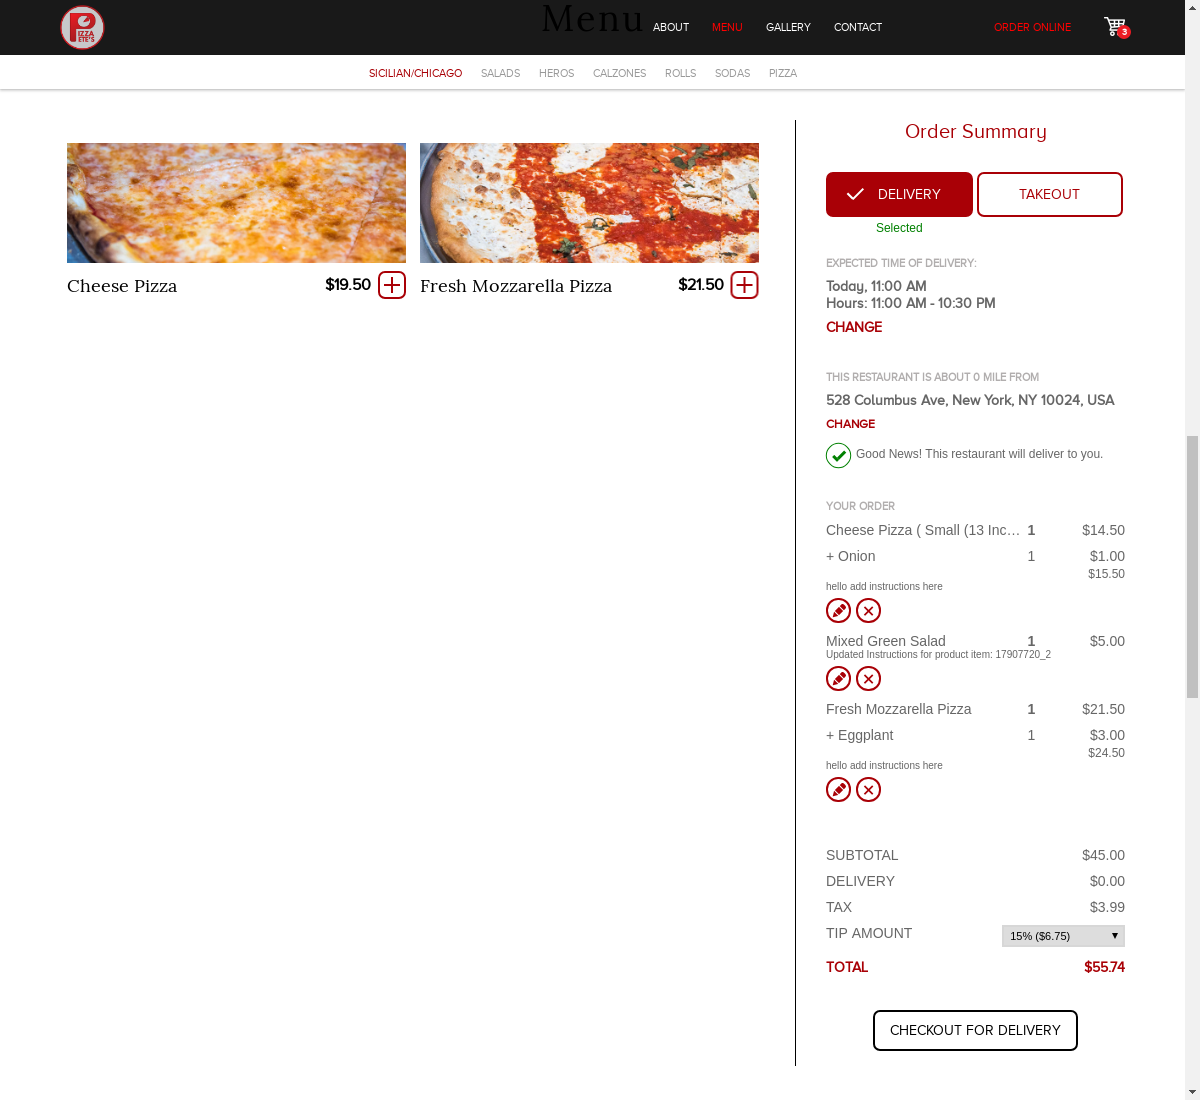 PIZZA
ETE'S
Menu
ABOUT
MENU
GALLERY
CONTACT
ORDER ONLINE
3
SICILIAN/CHICAGO
SALADS
HEROS
CALZONES
ROLLS
SODAS
PIZZA
Cheese Pizza
$19.50
Fresh Mozzarella Pizza
$21.50
Order Summary
DELIVERY
TAKEOUT
Selected
EXPECTED TIME OF DELIVERY:
Today, 11:00 AM
Hours: 11:00 AM - 10:30 PM
CHANGE
THIS RESTAURANT IS ABOUT 0 MILE FROM
528 Columbus Ave, New York, NY 10024, USA
CHANGE
Good News! This restaurant will deliver to you.
YOUR ORDER
Cheese Pizza ( Small (13 Inc… 1 $14.50
+ Onion 1 $1.00
$15.50
hello add instructions here
Mixed Green Salad 1 $5.00
Updated Instructions for product item: 17907720_2
Fresh Mozzarella Pizza 1 $21.50
+ Eggplant 1 $3.00
$24.50
hello add instructions here
SUBTOTAL $45.00
DELIVERY $0.00
TAX $3.99
TIP AMOUNT 15% ($6.75)
TOTAL $55.74
CHECKOUT FOR DELIVERY